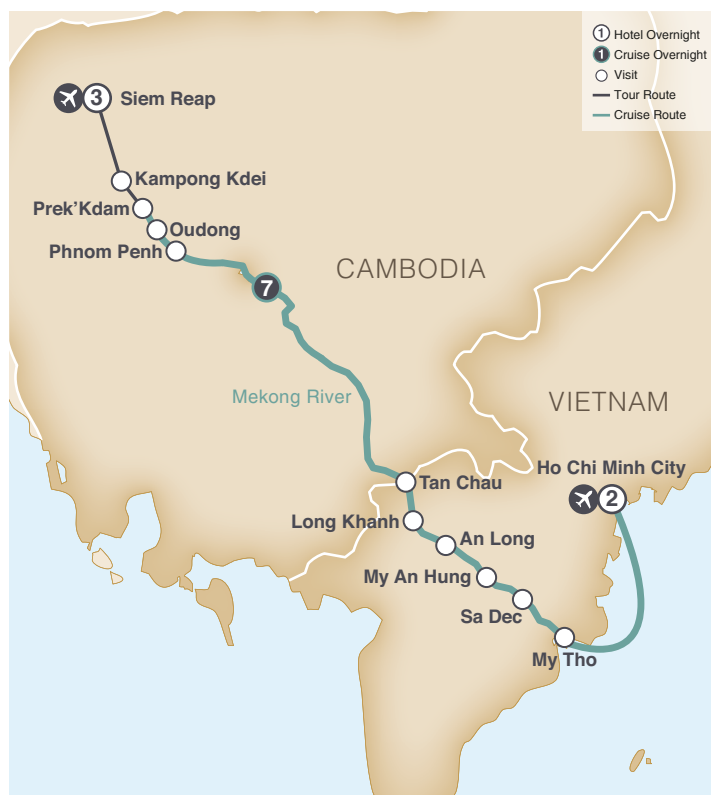 1 Hotel Overnight
1 Cruise Overnight
Visit
Tour Route
Cruise Route
3 Siem Reap
Kampong Kdei
Prek'Kdam
Oudong
Phnom Penh
CAMBODIA
7
Mekong River
VIETNAM
Ho Chi Minh City
2
Tan Chau
Long Khanh
An Long
My An Hung
Sa Dec
My Tho